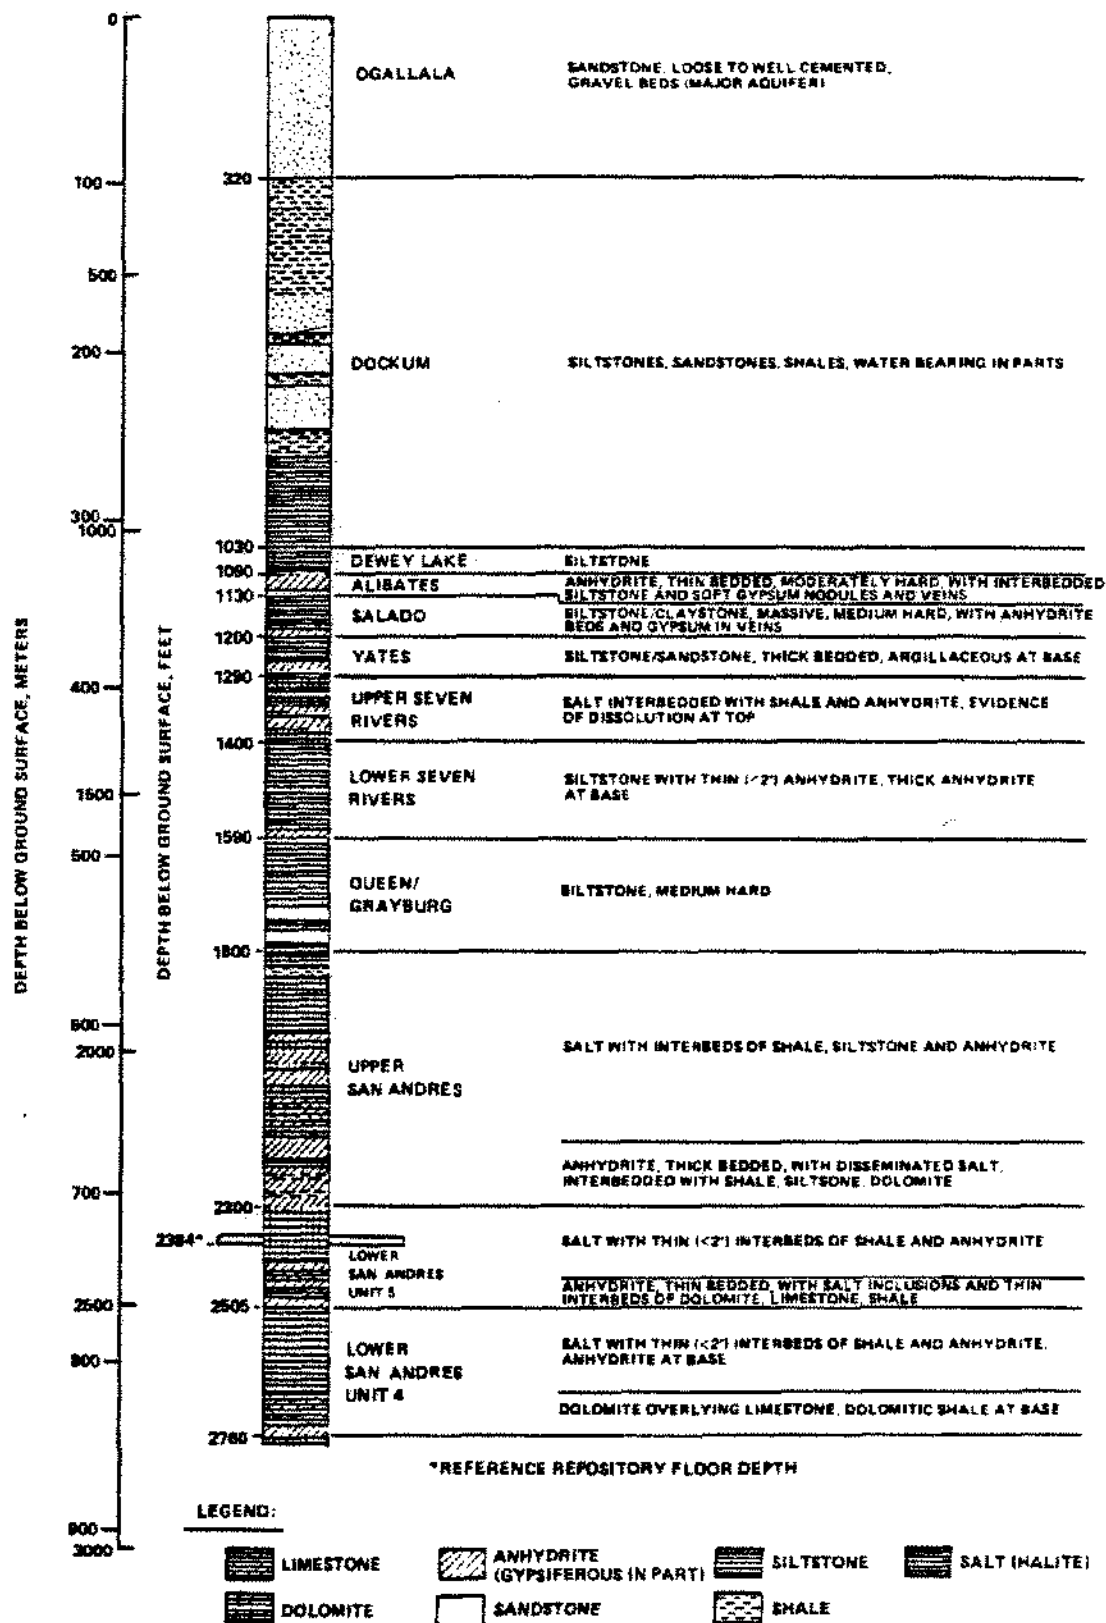 0
OGALLALA
SANDSTONE, LOOSE TO WELL CEMENTED,
GRAVEL BEDS (MAJOR AQUIFER)
100
320
500
200
DOCKUM
SILTSTONES, SANDSTONES, SHALES, WATER BEARING IN PARTS
300
1000
1030
DEWEY LAKE
SILTSTONE
1090
ALIBATES
ANHYDRITE, THIN BEDDED, MODERATELY HARD, WITH INTERBEDDED
SILTSTONE AND SOFT GYPSUM NODULES AND VEINS
1130
SALADO
SILTSTONE/CLAYSTONE, MASSIVE, MEDIUM HARD, WITH ANHYDRITE
BEDS AND GYPSUM IN VEINS
1200
YATES
SILTSTONE/SANDSTONE, THICK BEDDED, ARGILLACEOUS AT BASE
1290
400
UPPER SEVEN
RIVERS
SALT INTERBEDDED WITH SHALE AND ANHYDRITE, EVIDENCE
OF DISSOLUTION AT TOP
1400
LOWER SEVEN
RIVERS
SILTSTONE WITH THIN (<2') ANHYDRITE, THICK ANHYDRITE
AT BASE
1500
1590
500
QUEEN/
GRAYBURG
SILTSTONE, MEDIUM HARD
1800
DEPTH BELOW GROUND SURFACE, METERS
DEPTH BELOW GROUND SURFACE, FEET
600
2000
UPPER
SAN ANDRES
SALT WITH INTERBEDS OF SHALE, SILTSTONE AND ANHYDRITE
ANHYDRITE, THICK BEDDED, WITH DISSEMINATED SALT,
INTERBEDDED WITH SHALE, SILTSONE, DOLOMITE
700
2300
2384*
SALT WITH THIN (<2') INTERBEDS OF SHALE AND ANHYDRITE
LOWER
SAN ANDRES
UNIT 5
ANHYDRITE, THIN BEDDED, WITH SALT INCLUSIONS AND THIN
INTERBEDS OF DOLOMITE, LIMESTONE, SHALE
2500
2505
800
LOWER
SAN ANDRES
UNIT 4
SALT WITH THIN (<2') INTERBEDS OF SHALE AND ANHYDRITE,
ANHYDRITE AT BASE
DOLOMITE OVERLYING LIMESTONE, DOLOMITIC SHALE AT BASE
2760
*REFERENCE REPOSITORY FLOOR DEPTH
LEGEND:
900
3000
LIMESTONE
ANHYDRITE
(GYPSIFEROUS IN PART)
SILTSTONE
SALT (HALITE)
DOLOMITE
SANDSTONE
SHALE